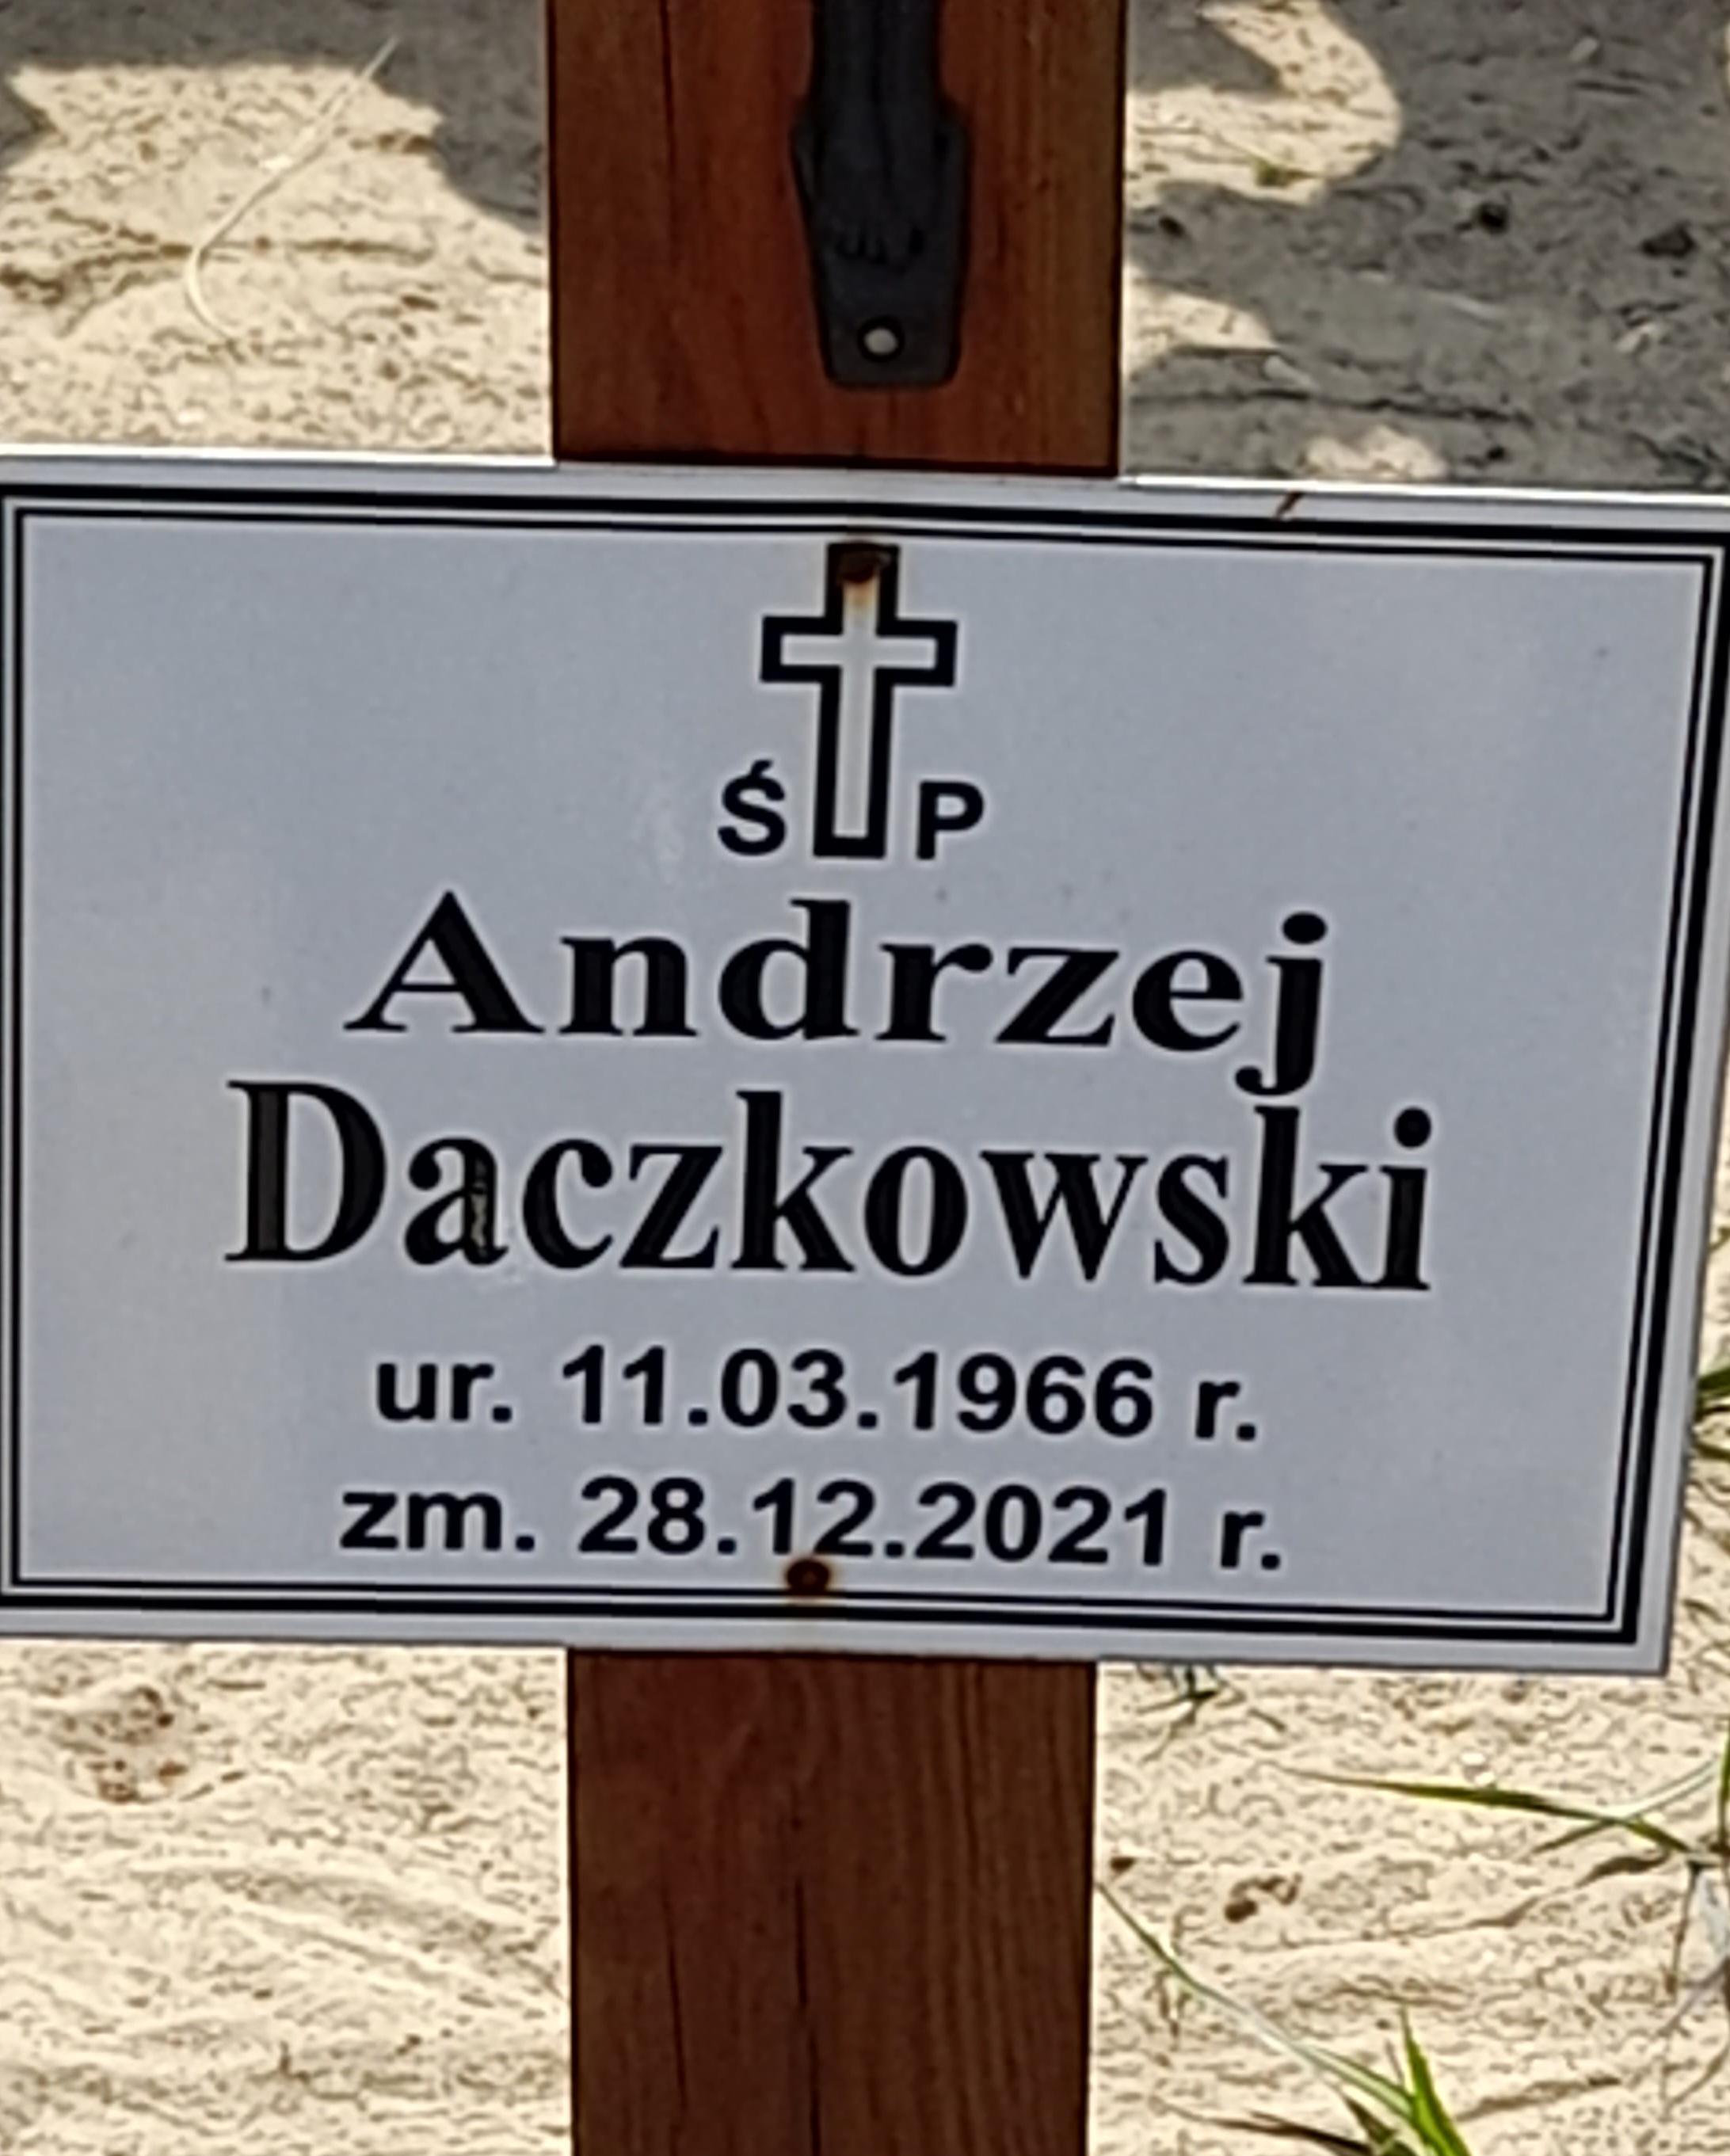 Ś P
Andrzej
Daczkowski
ur. 11.03.1966 r.
zm. 28.12.2021 r.